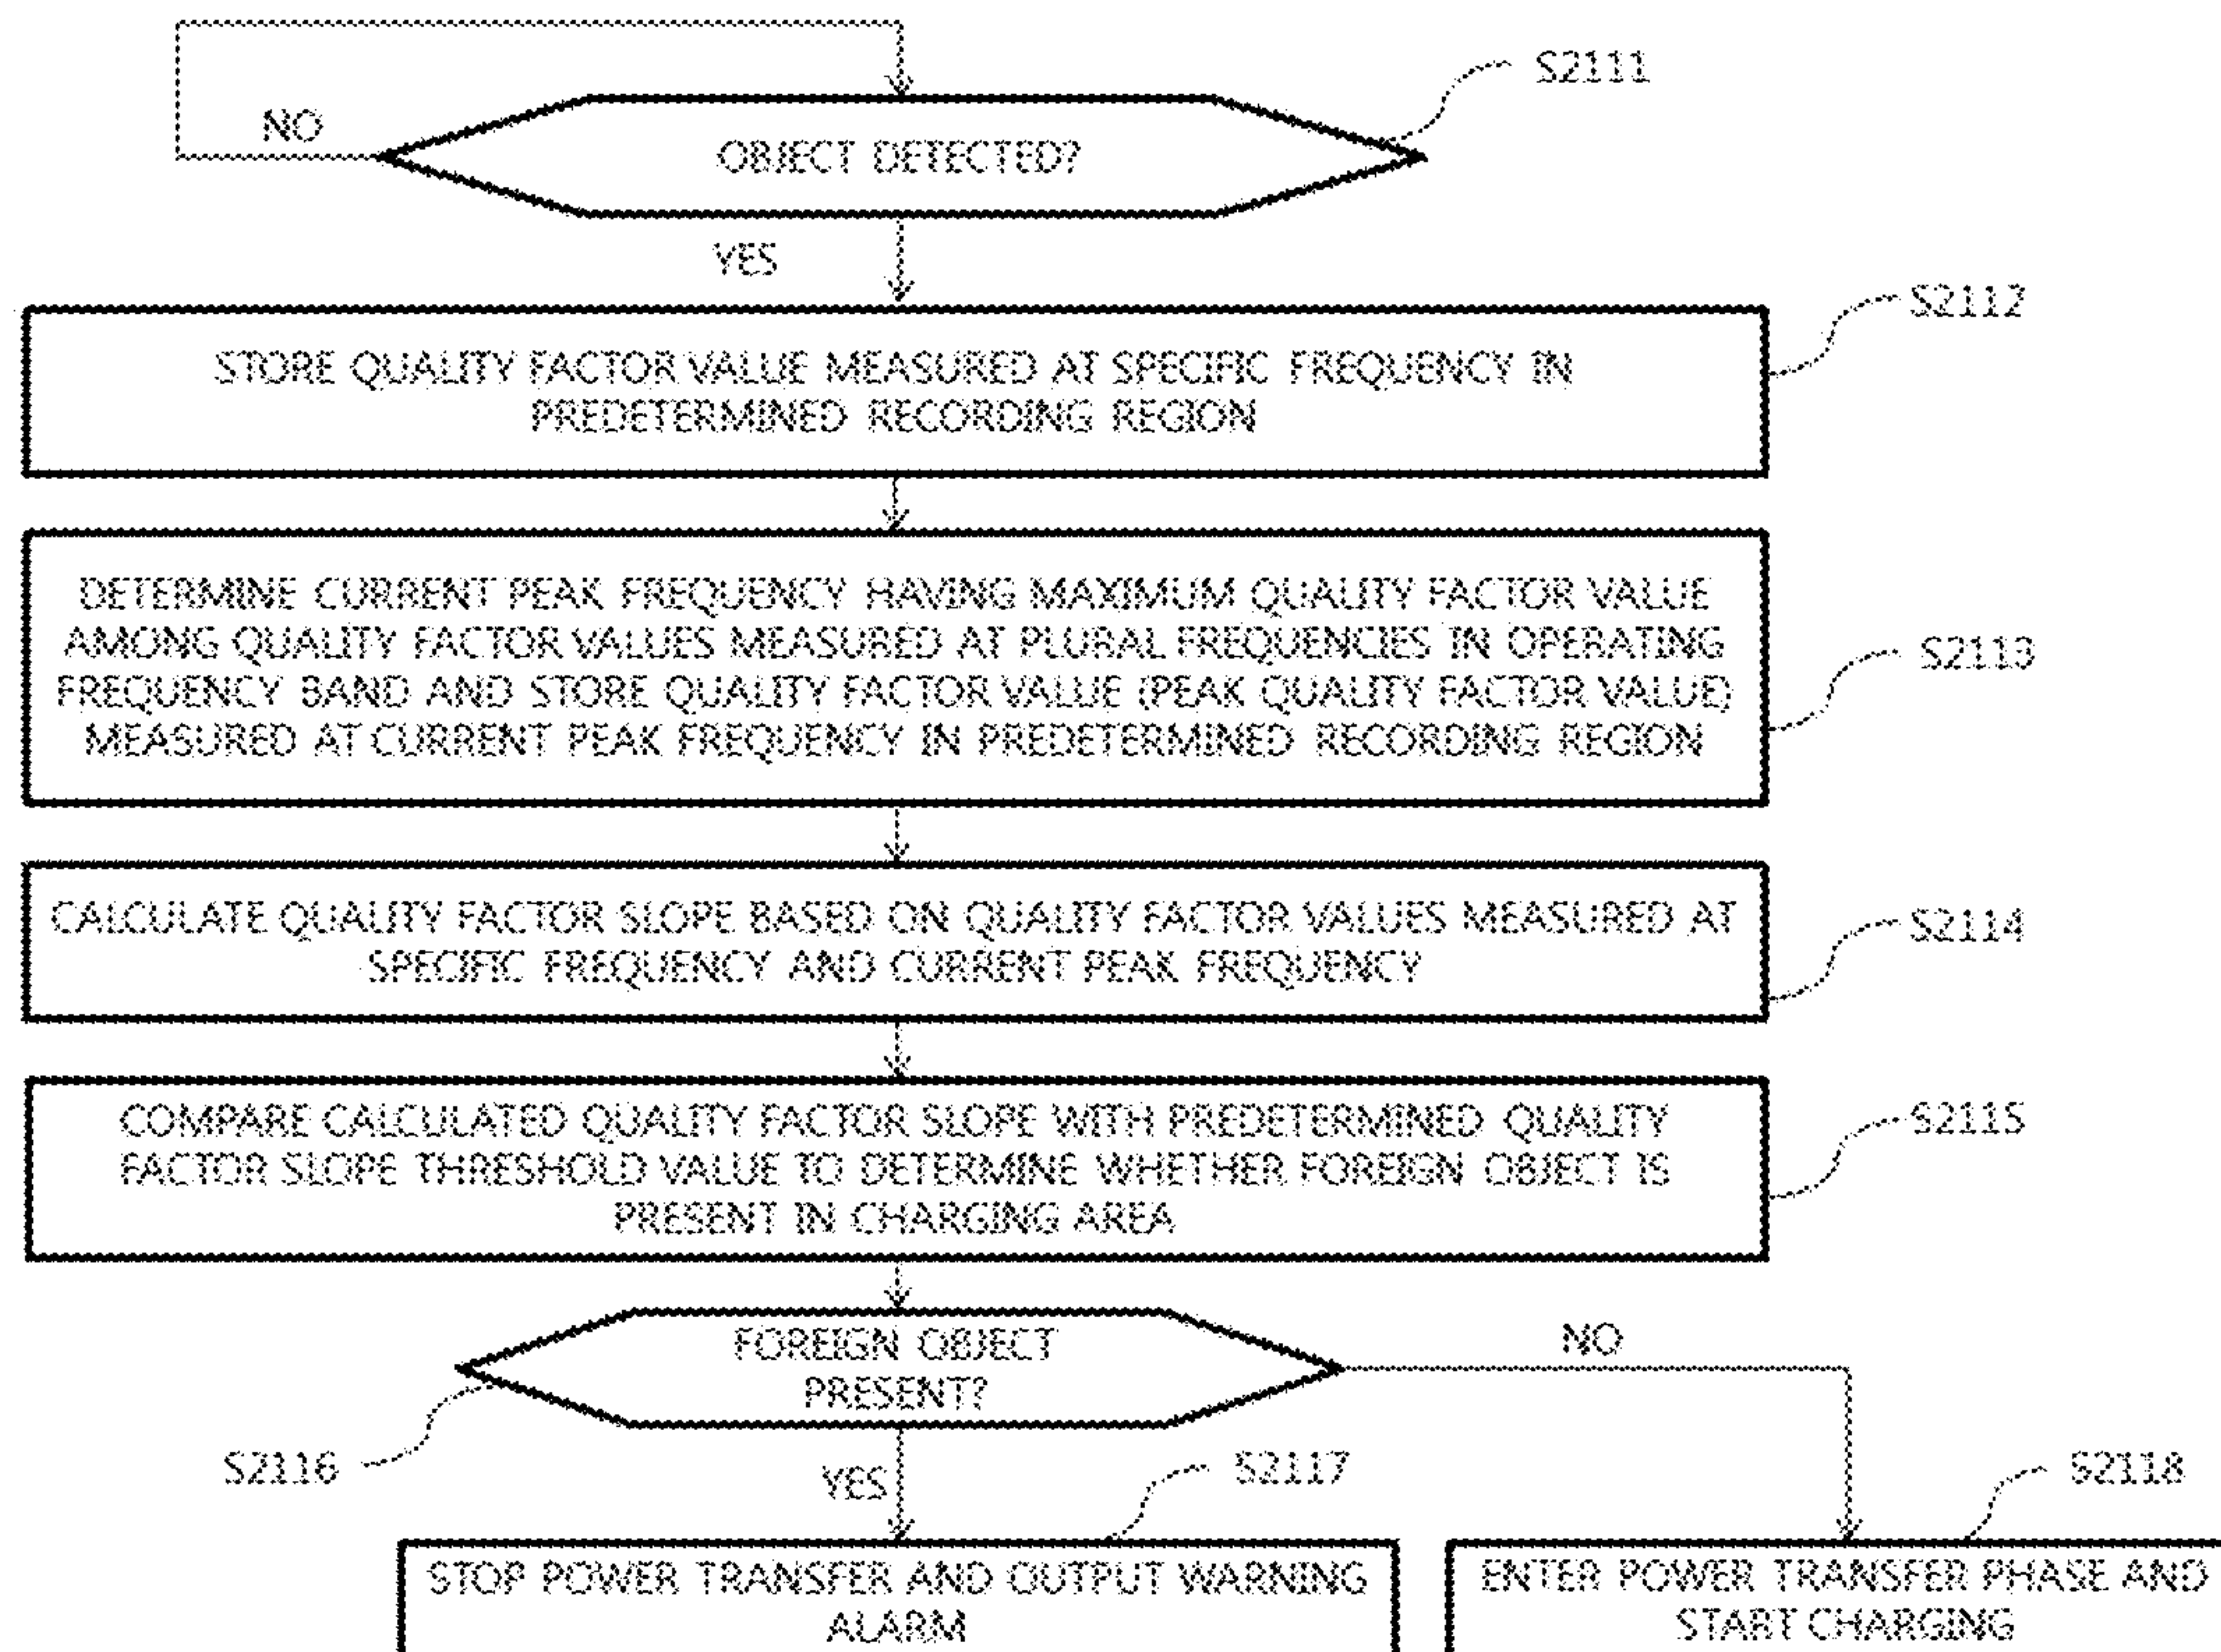 S2111
NO
OBJECT DETECTED?
YES
S2112
STORE QUALITY FACTOR VALUE MEASURED AT SPECIFIC FREQUENCY IN
PREDETERMINED RECORDING REGION
DETERMINE CURRENT PEAK FREQUENCY HAVING MAXIMUM QUALITY FACTOR VALUE
AMONG QUALITY FACTOR VALUES MEASURED AT PLURAL FREQUENCIES IN OPERATING
FREQUENCY BAND AND STORE QUALITY FACTOR VALUE (PEAK QUALITY FACTOR VALUE)
MEASURED AT CURRENT PEAK FREQUENCY IN PREDETERMINED RECORDING REGION
S2113
CALCULATE QUALITY FACTOR SLOPE BASED ON QUALITY FACTOR VALUES MEASURED AT
SPECIFIC FREQUENCY AND CURRENT PEAK FREQUENCY
S2114
COMPARE CALCULATED QUALITY FACTOR SLOPE WITH PREDETERMINED QUALITY
FACTOR SLOPE THRESHOLD VALUE TO DETERMINE WHETHER FOREIGN OBJECT IS
PRESENT IN CHARGING AREA
S2115
FOREIGN OBJECT
PRESENT?
NO
S2116
YES
S2117
S2118
STOP POWER TRANSFER AND OUTPUT WARNING
ALARM
ENTER POWER TRANSFER PHASE AND
START CHARGING